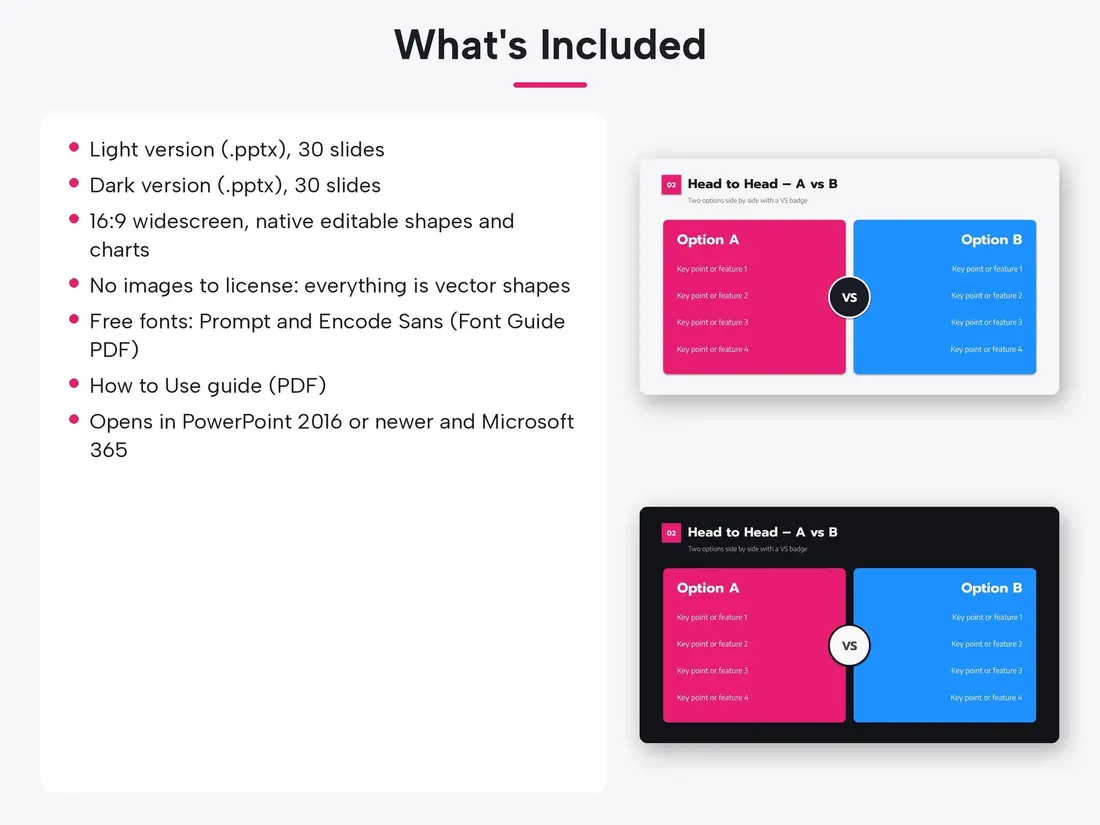 What's Included
Light version (.pptx), 30 slides
Dark version (.pptx), 30 slides
16:9 widescreen, native editable shapes and
charts
No images to license: everything is vector shapes
Free fonts: Prompt and Encode Sans (Font Guide
PDF)
How to Use guide (PDF)
Opens in PowerPoint 2016 or newer and Microsoft
365
02 Head to Head – A vs B
Two options side by side with a VS badge
Option A
Key point or feature 1
Key point or feature 2
Key point or feature 3
Key point or feature 4
VS
Option B
Key point or feature 1
Key point or feature 2
Key point or feature 3
Key point or feature 4
02 Head to Head – A vs B
Two options side by side with a VS badge
Option A
Key point or feature 1
Key point or feature 2
Key point or feature 3
Key point or feature 4
VS
Option B
Key point or feature 1
Key point or feature 2
Key point or feature 3
Key point or feature 4